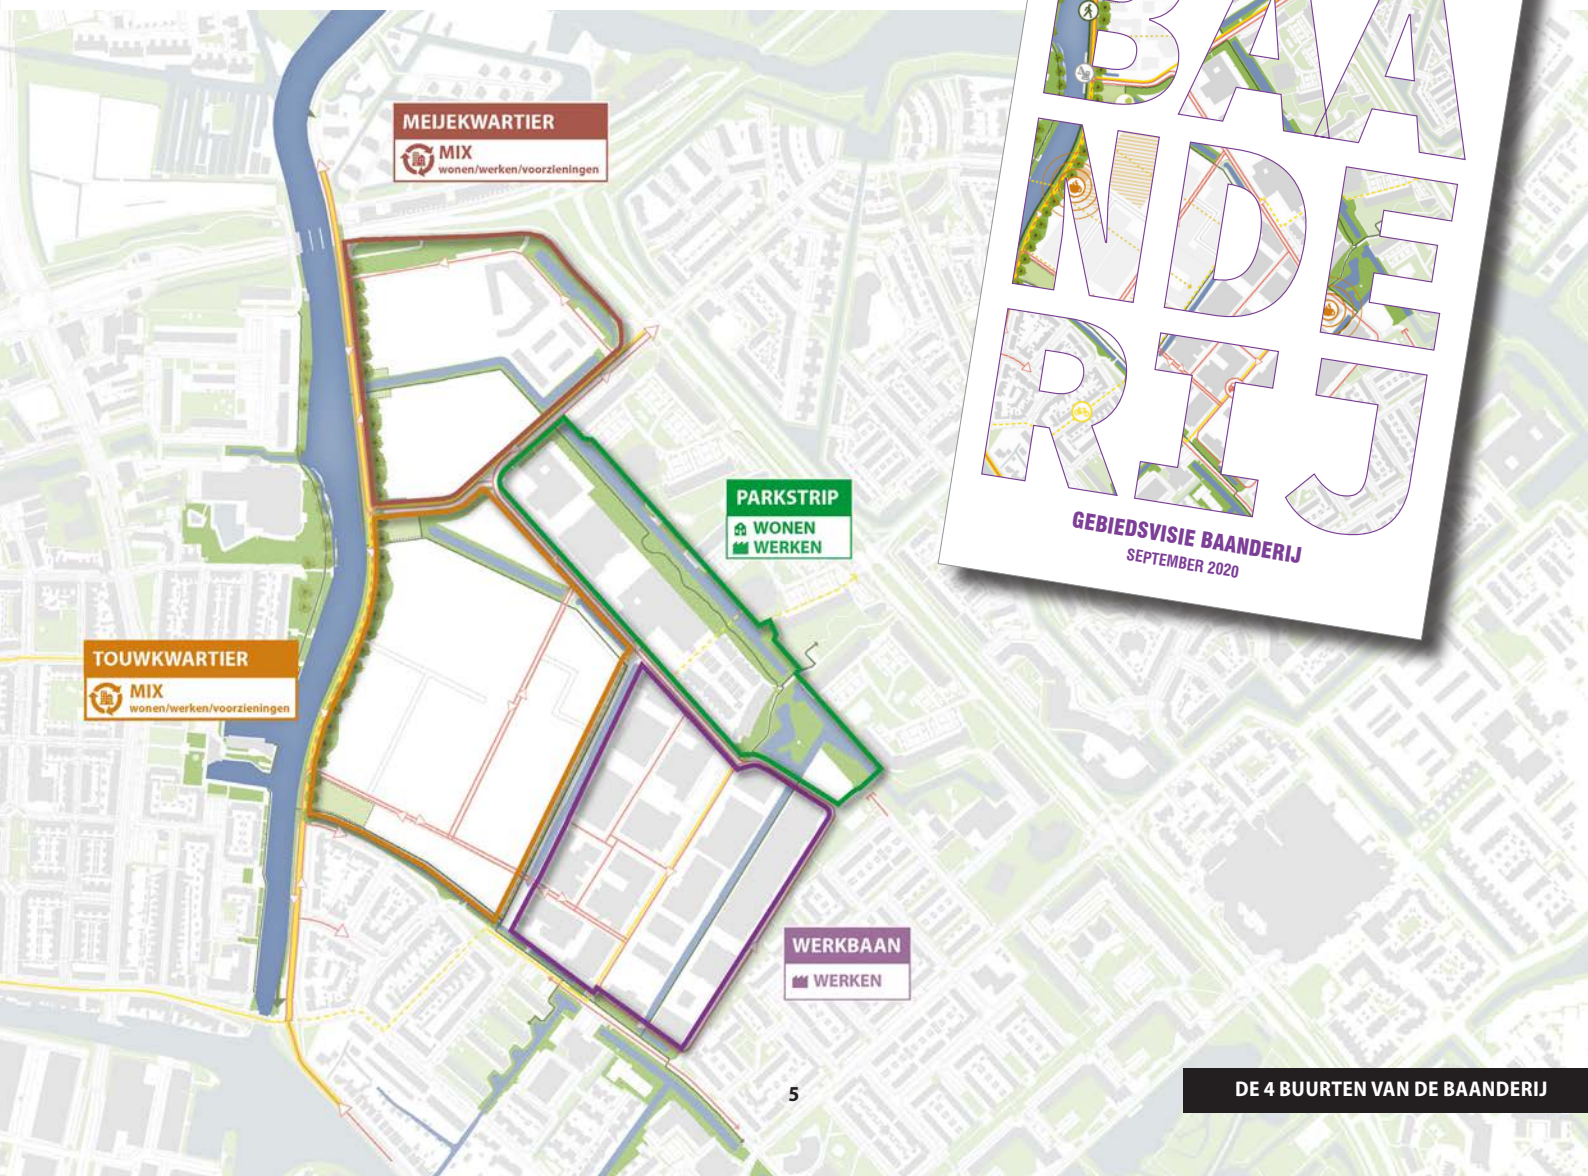 MEIJEKWARTIER
MIX
wonen/werken/voorzieningen
BAA
NDE
RIJ
GEBIEDSVISIE BAANDERIJ
SEPTEMBER 2020
PARKSTRIP
WONEN
WERKEN
TOUWKWARTIER
MIX
wonen/werken/voorzieningen
WERKBAAN
WERKEN
5
DE 4 BUURTEN VAN DE BAANDERIJ